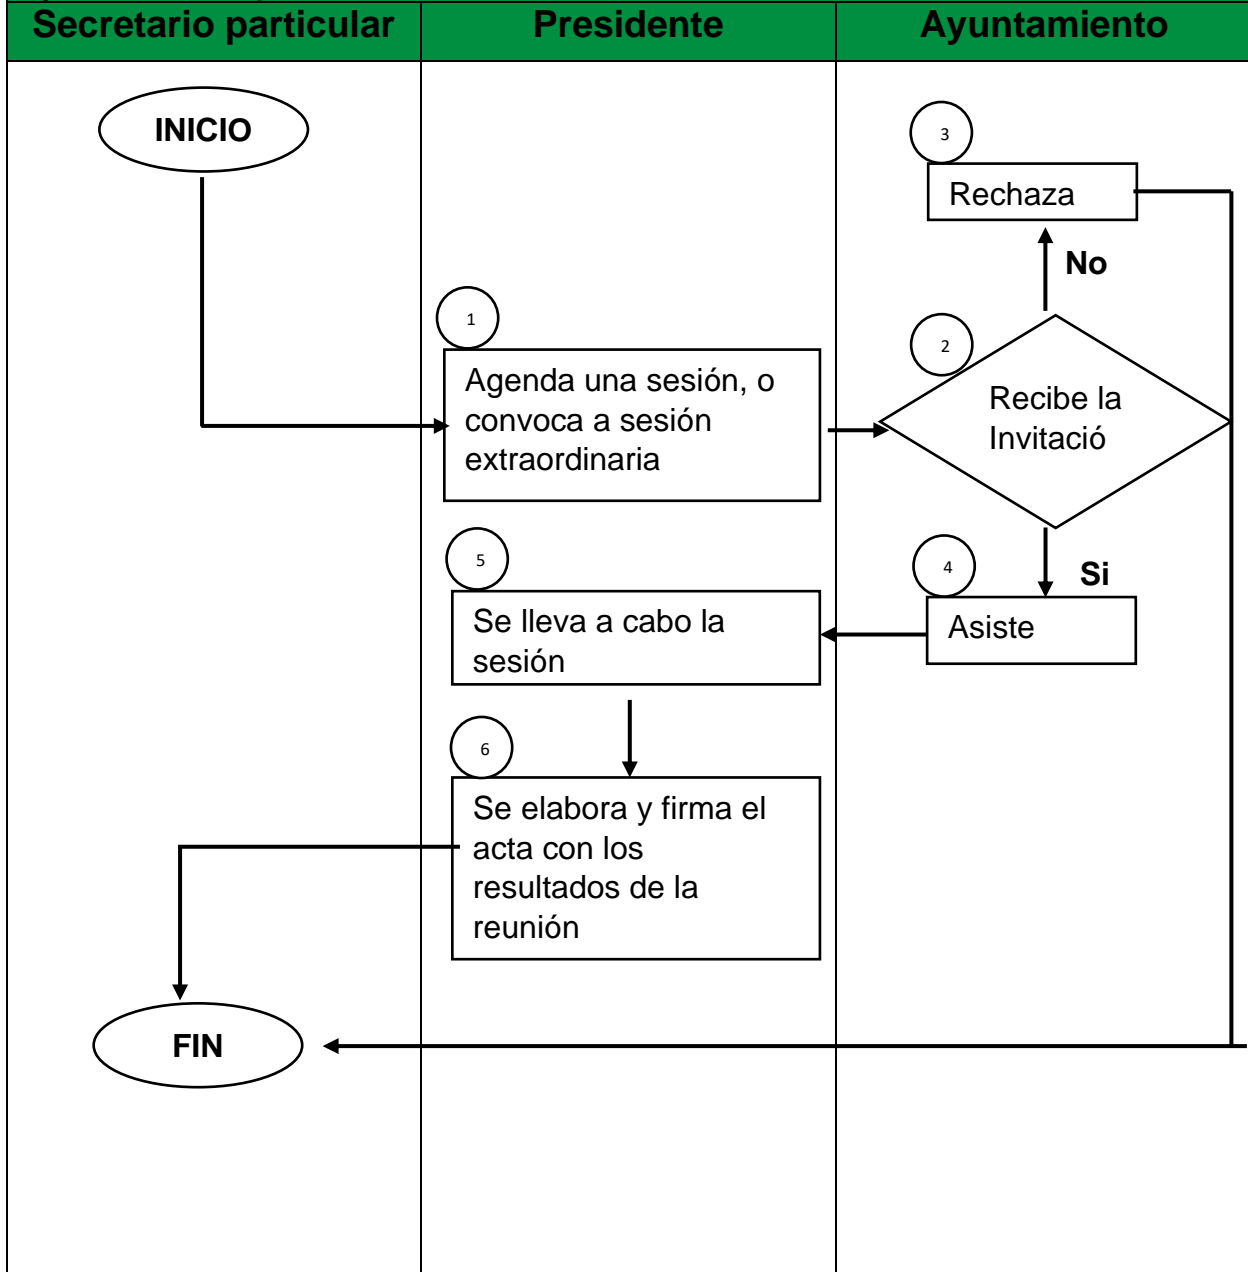 Secretario particular
Presidente
Ayuntamiento
INICIO
3
Rechaza
No
1
Agenda una sesión, o
convoca a sesión
extraordinaria
2
Recibe la
Invitació
Si
4
Asiste
5
Se lleva a cabo la
sesión
6
Se elabora y firma el
acta con los
resultados de la
reunión
FIN